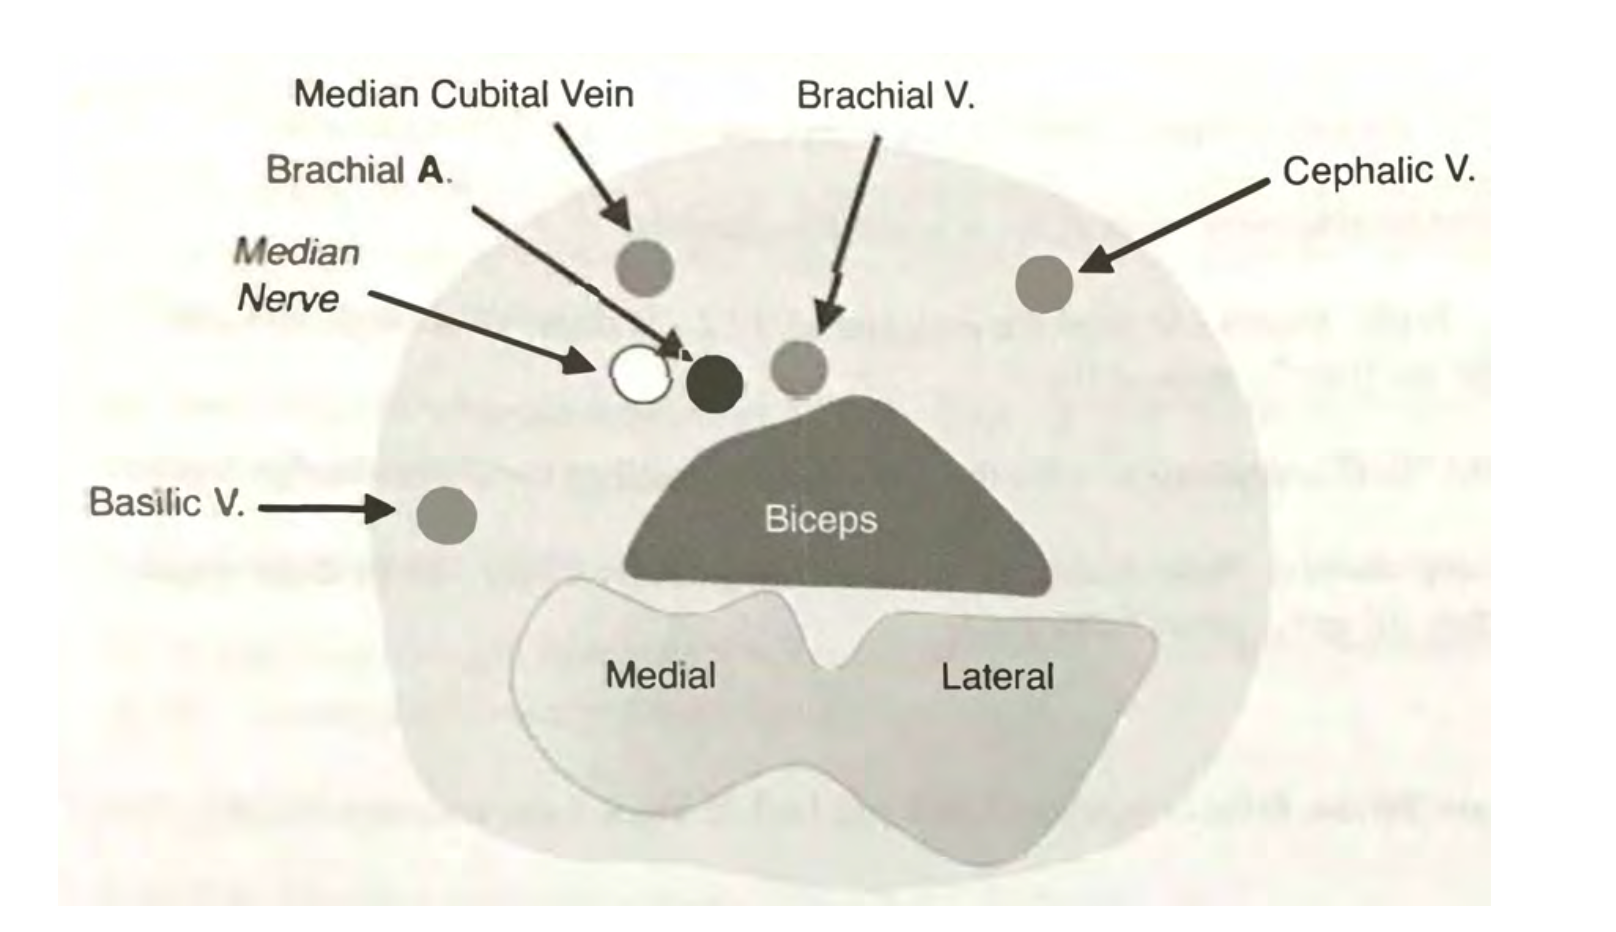 Median Cubital Vein
Brachial V.
Brachial A.
Cephalic V.
Median
Nerve
Basilic V.
Biceps
Medial
Lateral